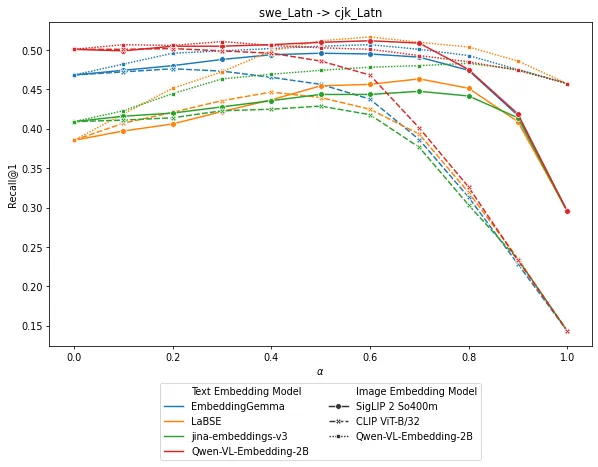 swe_Latn -> cjk_Latn
Recall@1
0.50
0.45
0.40
0.35
0.30
0.25
0.20
0.15
0.0 0.2 0.4 0.6 0.8 1.0
α
Text Embedding Model
EmbeddingGemma
LaBSE
jina-embeddings-v3
Qwen-VL-Embedding-2B
Image Embedding Model
SigLIP 2 So400m
CLIP ViT-B/32
Qwen-VL-Embedding-2B